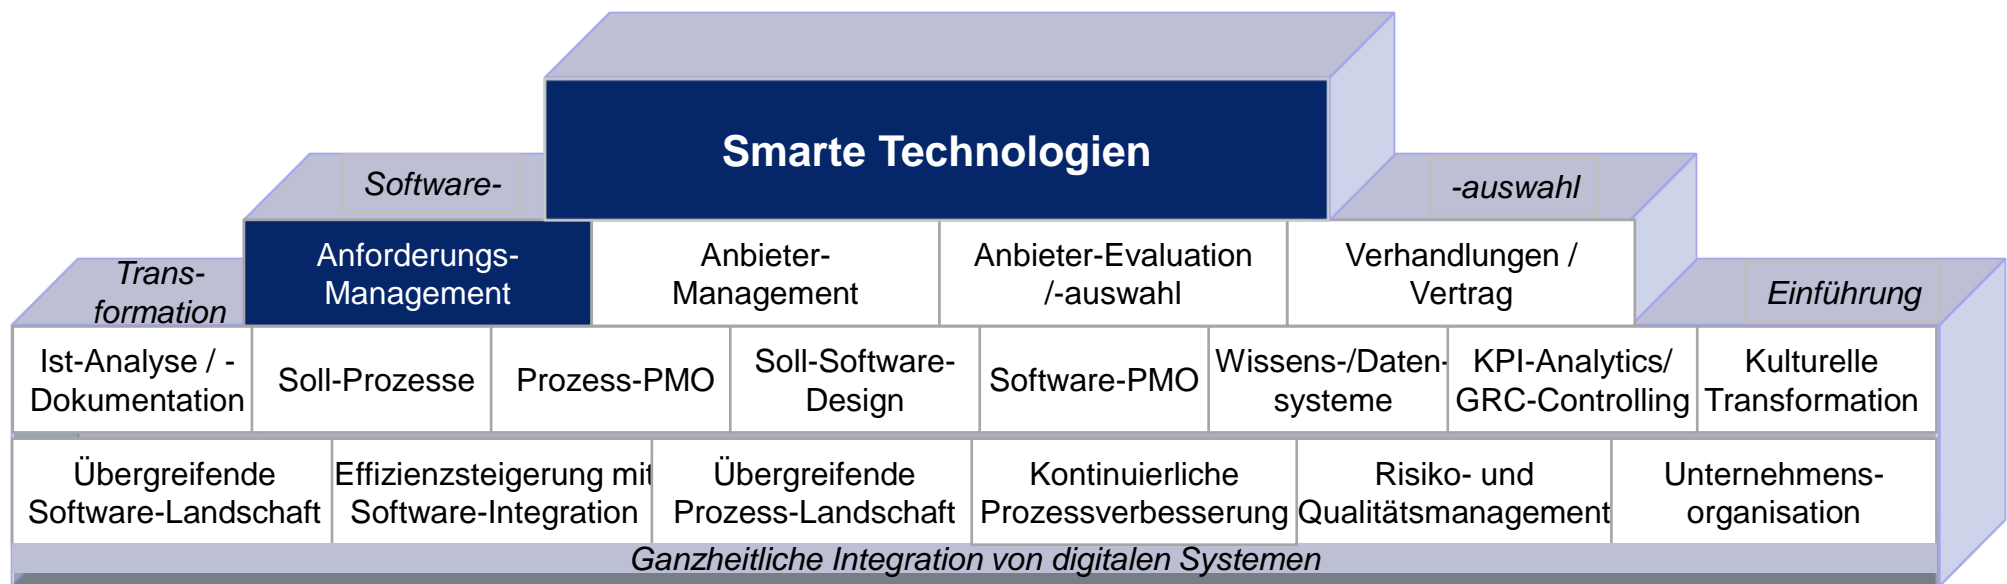 Smarte Technologien
Software-
-auswahl
Anforderungs-
Management
Anbieter-
Management
Anbieter-Evaluation
/-auswahl
Verhandlungen /
Vertrag
Trans-
formation
Einführung
Ist-Analyse / -
Dokumentation
Soll-Prozesse
Prozess-PMO
Soll-Software-
Design
Software-PMO
Wissens-/Daten-
systeme
KPI-Analytics/
GRC-Controlling
Kulturelle
Transformation
Übergreifende
Software-Landschaft
Effizienzsteigerung mit
Software-Integration
Übergreifende
Prozess-Landschaft
Kontinuierliche
Prozessverbesserung
Risiko- und
Qualitätsmanagement
Unternehmens-
organisation
Ganzheitliche Integration von digitalen Systemen